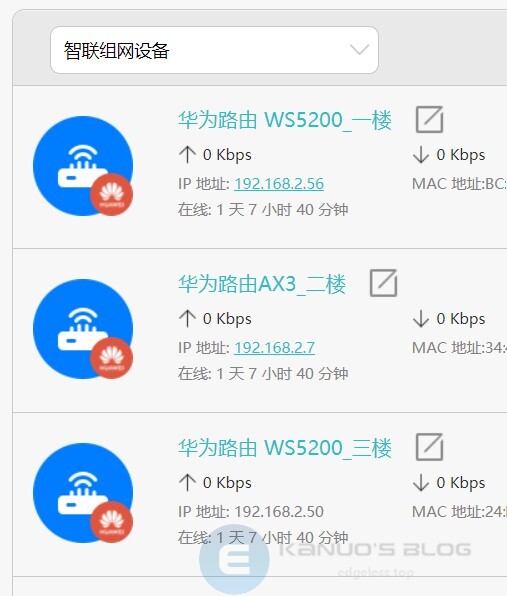 智联组网设备
华为路由 WS5200_一楼
0 Kbps 0 Kbps
IP 地址: 192.168.2.56 MAC 地址:BC:
在线: 1 天 7 小时 40 分钟
HUAWEI
华为路由AX3_二楼
0 Kbps 0 Kbps
IP 地址: 192.168.2.7 MAC 地址:34:
在线: 1 天 7 小时 40 分钟
HUAWEI
华为路由 WS5200_三楼
0 Kbps 0 Kbps
IP 地址: 192.168.2.50 MAC 地址:24:
在线: 1 天 7 小时 40 分钟
HUAWEI
E KANUO'S BLOG
edgeless.top